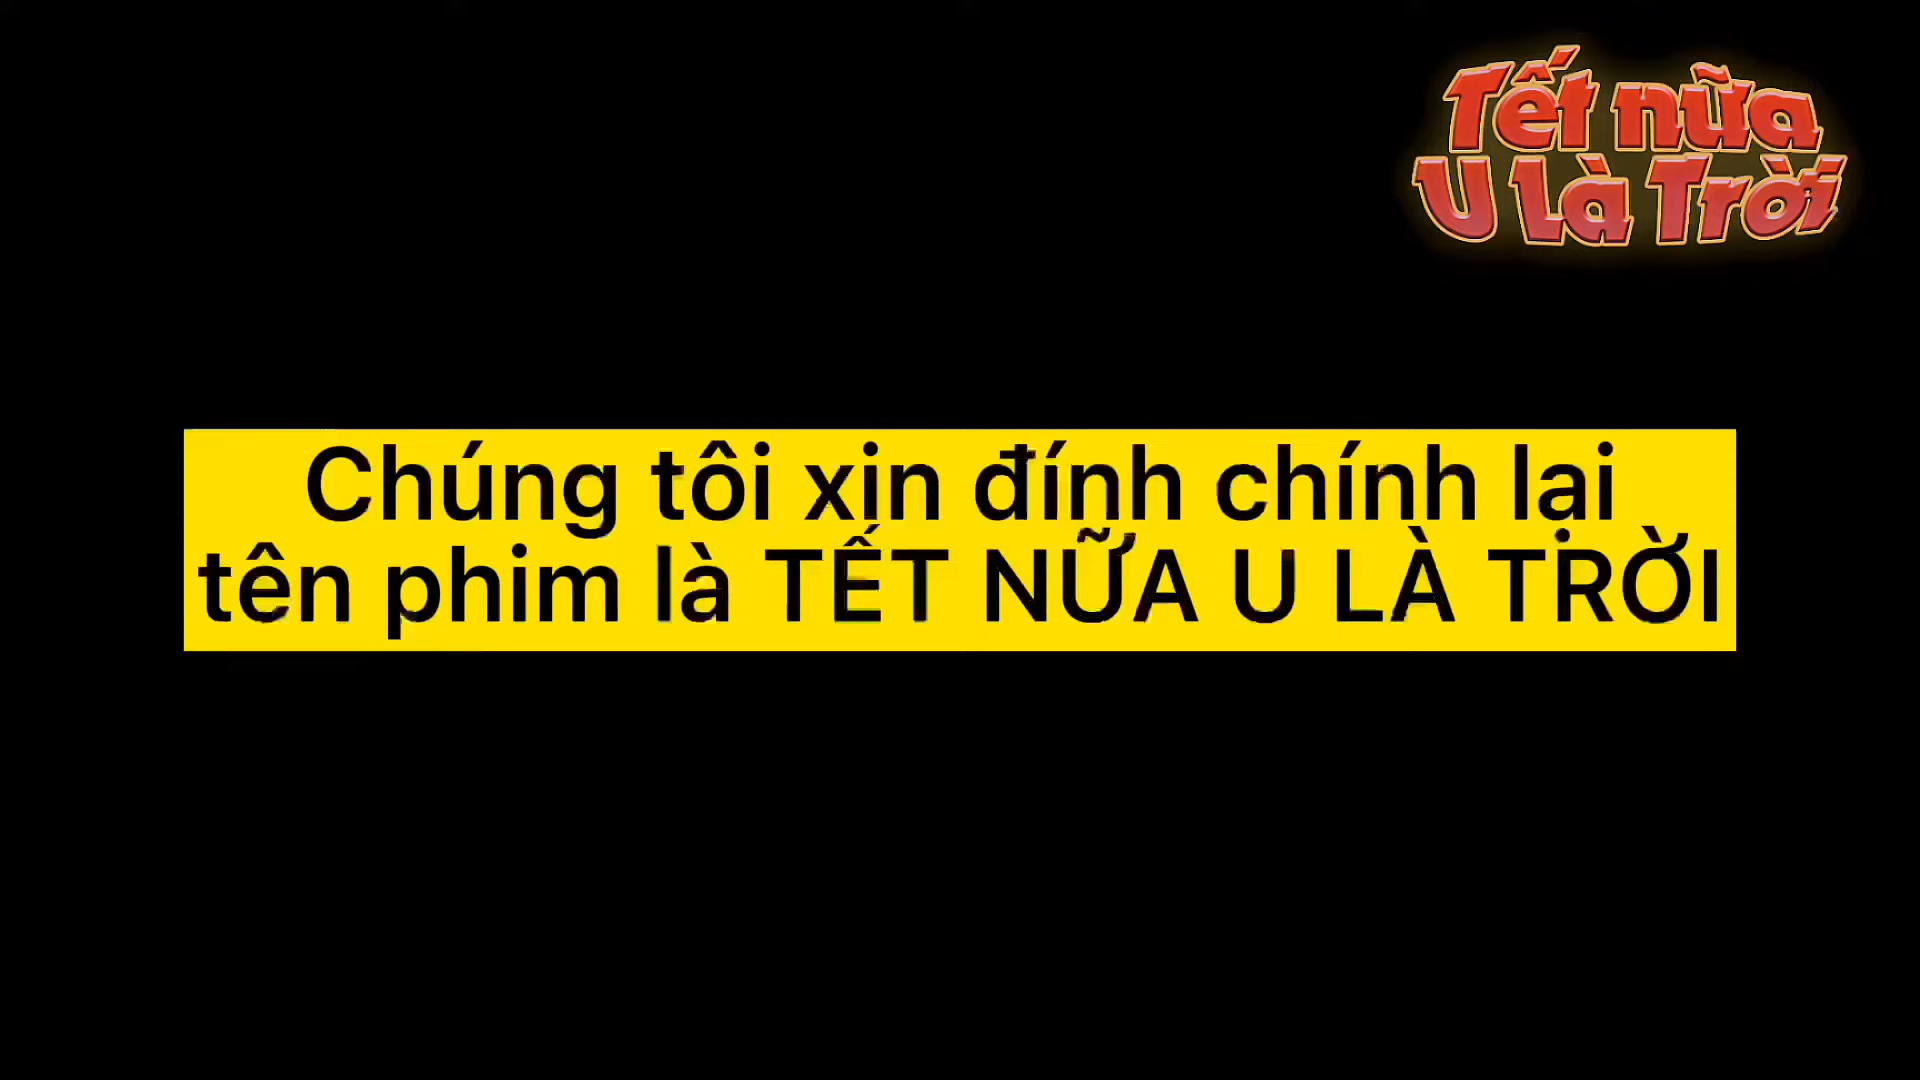 Tết nữa
U Là Trời
Chúng tôi xin đính chính lại
tên phim là TẾT NỮA U LÀ TRỜI